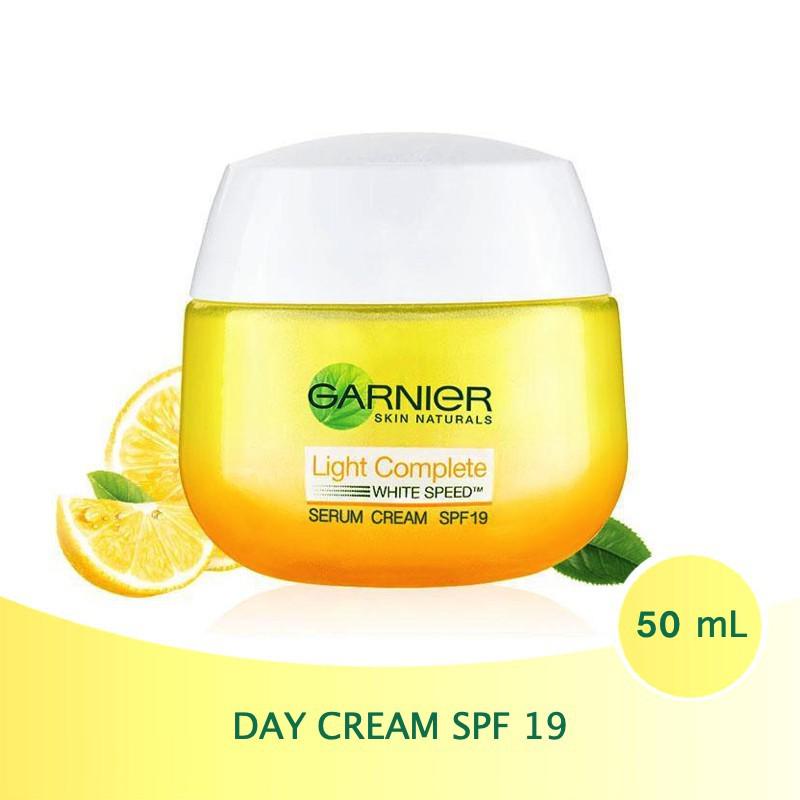 GARNIER
SKIN NATURALS
Light Complete
WHITE SPEED™
SERUM CREAM SPF19
50 mL
DAY CREAM SPF 19